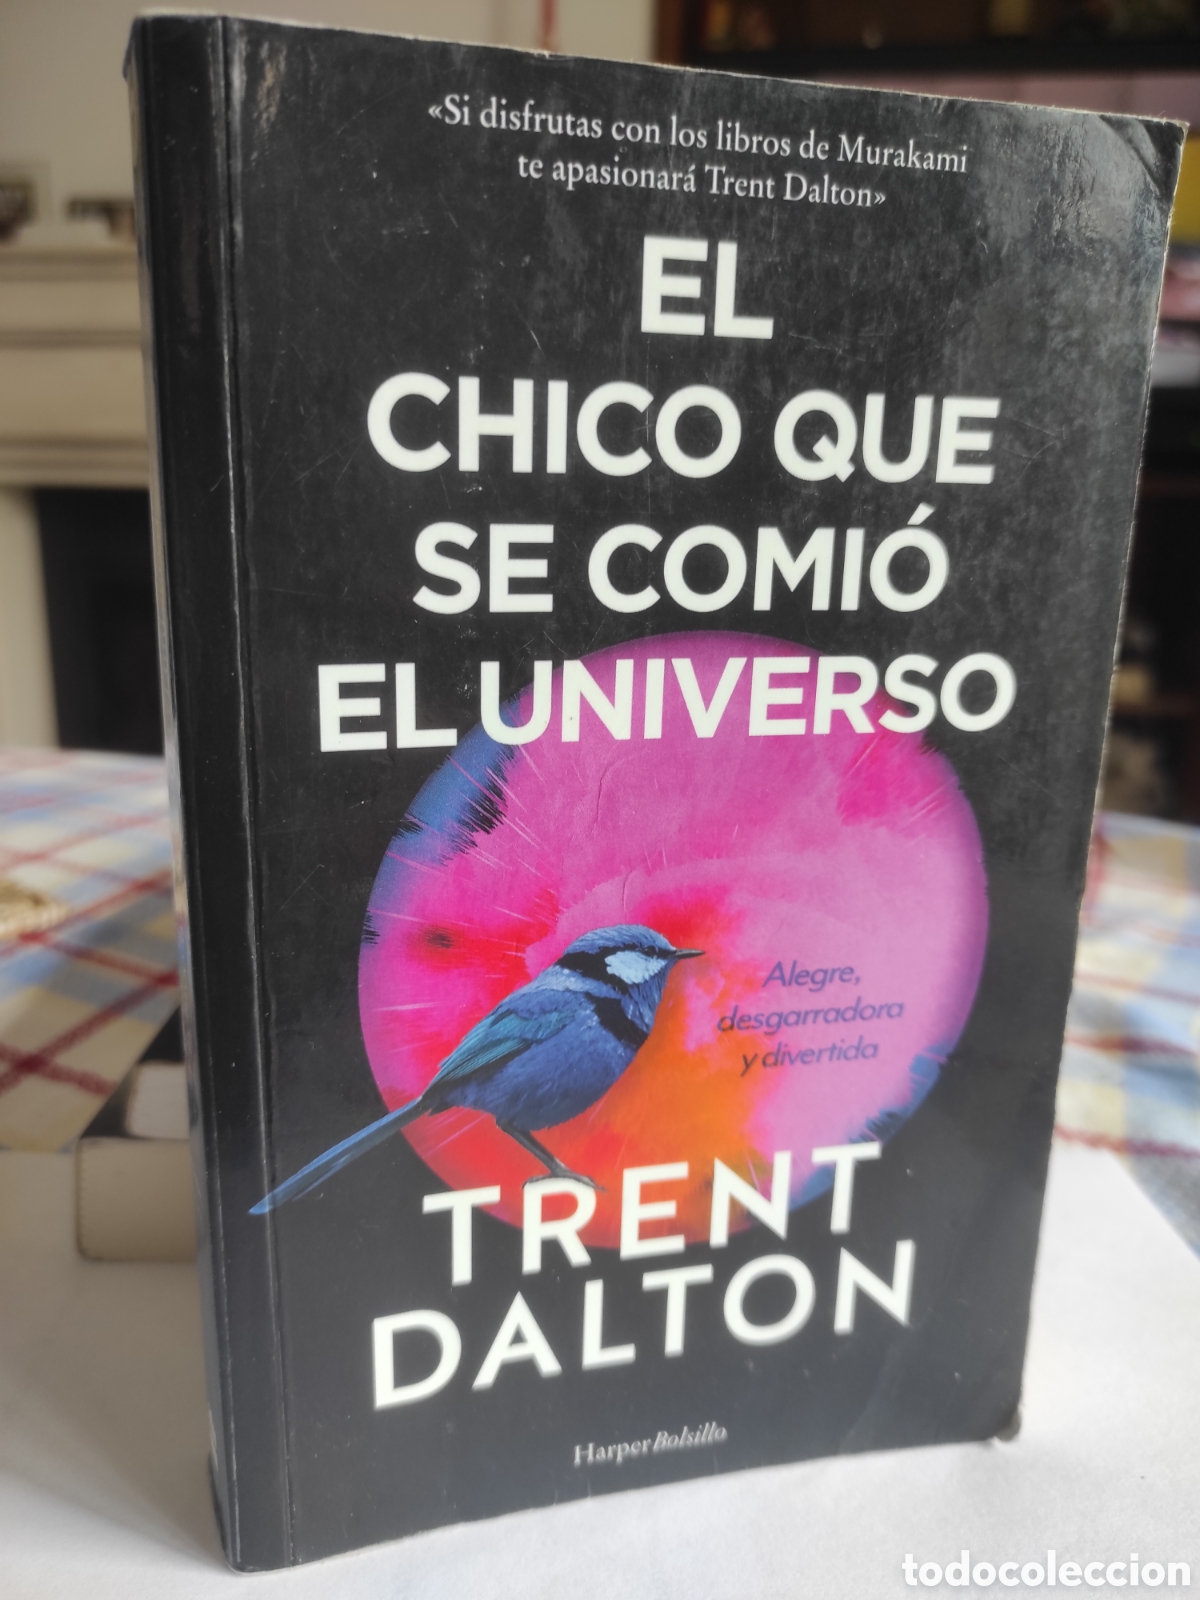 «Si disfrutas con los libros de Murakami
te apasionará Trent Dalton»
EL
CHICO QUE
SE COMIÓ
EL UNIVERSO
Alegre,
desgarradora
y divertida
TRENT
DALTON
HarperBolsillo
todocoleccion